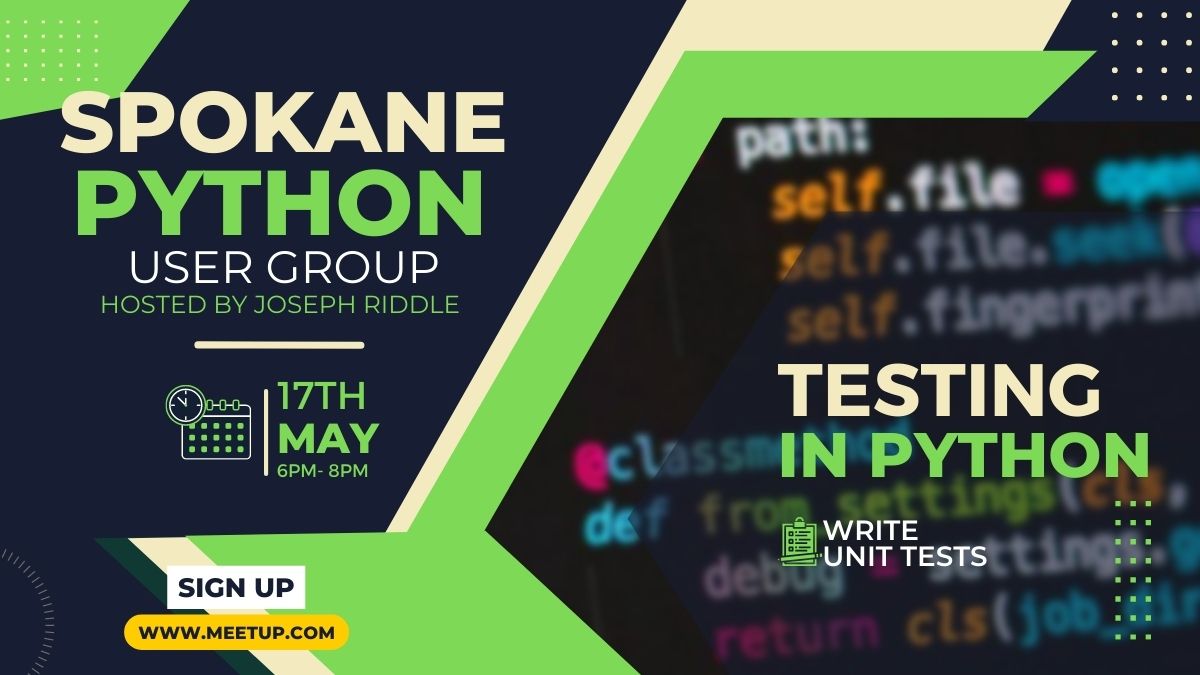 SPOKANE
PYTHON
USER GROUP
HOSTED BY JOSEPH RIDDLE
17TH
MAY
6PM- 8PM
SIGN UP
WWW.MEETUP.COM
path:
self.file = open
self.file.seek(
self.fingerprint
TESTING
IN PYTHON
@classmethod
def from_settings(cls,
WRITE
UNIT TESTS
debug = settings.g
return cls(job_dir